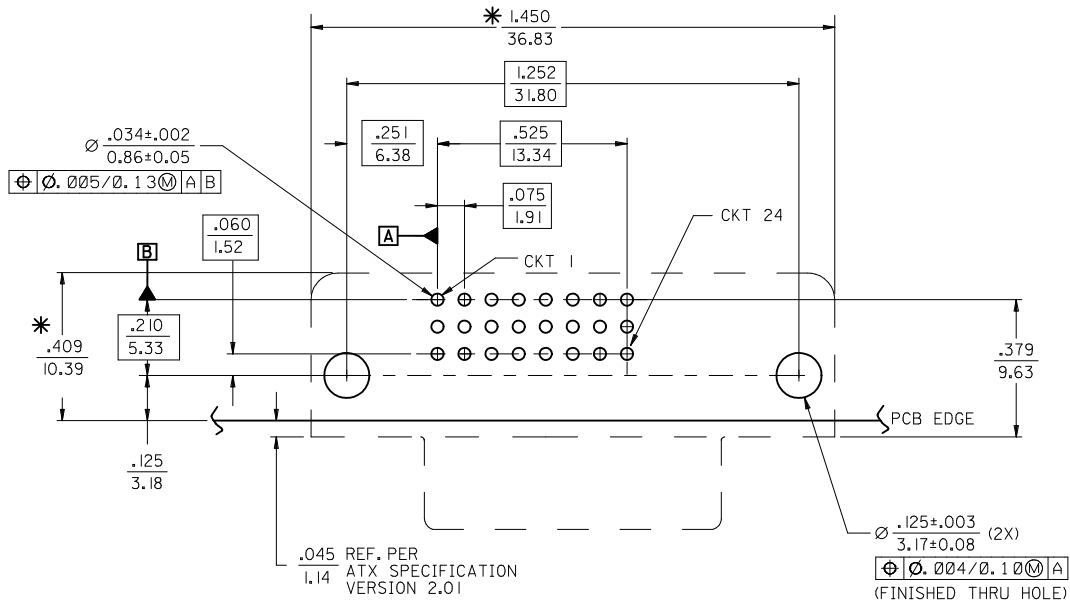 ✱ 1.450
36.83
1.252
31.80
.251
6.38
.525
13.34
Ø .034±.002
0.86±0.05
⌖ Ø.005/0.13Ⓜ A B
.075
1.91
.060
1.52
A
CKT 24
B
CKT 1
✱
.409
10.39
.210
5.33
.379
9.63
PCB EDGE
.125
3.18
.045 REF. PER
1.14 ATX SPECIFICATION
VERSION 2.01
Ø .125±.003 (2X)
3.17±0.08
⌖ Ø.004/0.10Ⓜ A
(FINISHED THRU HOLE)